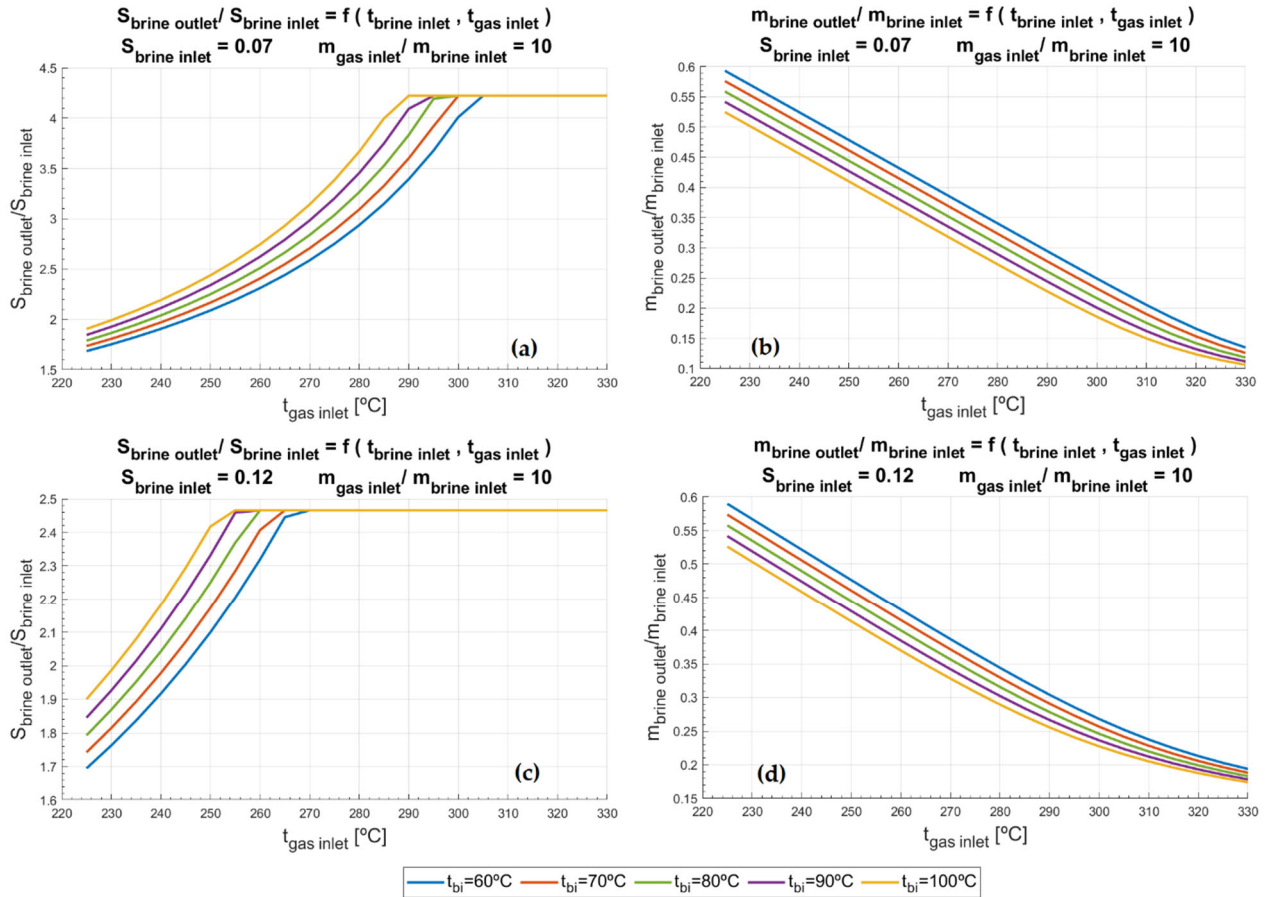 S brine outlet/ S brine inlet = f ( t brine inlet , t gas inlet )
S brine inlet = 0.07 m gas inlet/ m brine inlet = 10
4.5
4
3.5
3
2.5
2
1.5
S brine outlet/S brine inlet
(a)
220 230 240 250 260 270 280 290 300 310 320 330
t gas inlet [ºC]
m brine outlet/ m brine inlet = f ( t brine inlet , t gas inlet )
S brine inlet = 0.07 m gas inlet/ m brine inlet = 10
0.6
0.55
0.5
0.45
0.4
0.35
0.3
0.25
0.2
0.15
0.1
m brine outlet/m brine inlet
(b)
220 230 240 250 260 270 280 290 300 310 320 330
t gas inlet [ºC]
S brine outlet/ S brine inlet = f ( t brine inlet , t gas inlet )
S brine inlet = 0.12 m gas inlet/ m brine inlet = 10
2.5
2.4
2.3
2.2
2.1
2
1.9
1.8
1.7
1.6
S brine outlet/S brine inlet
(c)
220 230 240 250 260 270 280 290 300 310 320 330
t gas inlet [ºC]
m brine outlet/ m brine inlet = f ( t brine inlet , t gas inlet )
S brine inlet = 0.12 m gas inlet/ m brine inlet = 10
0.6
0.55
0.5
0.45
0.4
0.35
0.3
0.25
0.2
0.15
m brine outlet/m brine inlet
(d)
220 230 240 250 260 270 280 290 300 310 320 330
t gas inlet [ºC]
t bi=60ºC t bi=70ºC t bi=80ºC t bi=90ºC t bi=100ºC